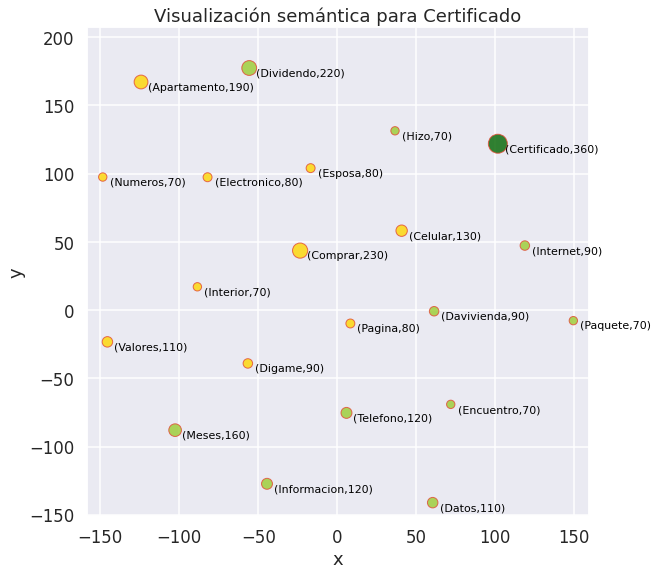 Visualización semántica para Certificado
200
150
100
50
0
−50
−100
−150
y
(Dividendo,220)
(Apartamento,190)
(Hizo,70)
(Certificado,360)
(Esposa,80)
(Numeros,70)
(Electronico,80)
(Celular,130)
(Internet,90)
(Comprar,230)
(Interior,70)
(Davivienda,90)
(Pagina,80)
(Paquete,70)
(Valores,110)
(Digame,90)
(Encuentro,70)
(Telefono,120)
(Meses,160)
(Informacion,120)
(Datos,110)
−150 −100 −50 0 50 100 150
x